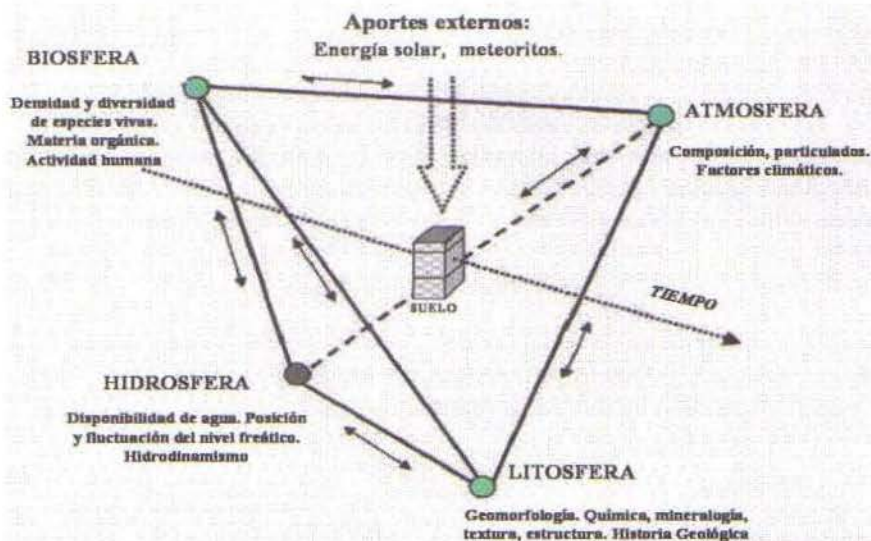 Aportes externos:
Energía solar, meteoritos.
BIOSFERA
Densidad y diversidad
de especies vivas.
Materia orgánica.
Actividad humana
ATMOSFERA
Composición, particulados.
Factores climáticos.
SUELO
TIEMPO
HIDROSFERA
Disponibilidad de agua. Posición
y fluctuación del nivel freático.
Hidrodinamismo
LITOSFERA
Geomorfología. Química, mineralogía,
textura, estructura. Historia Geológica